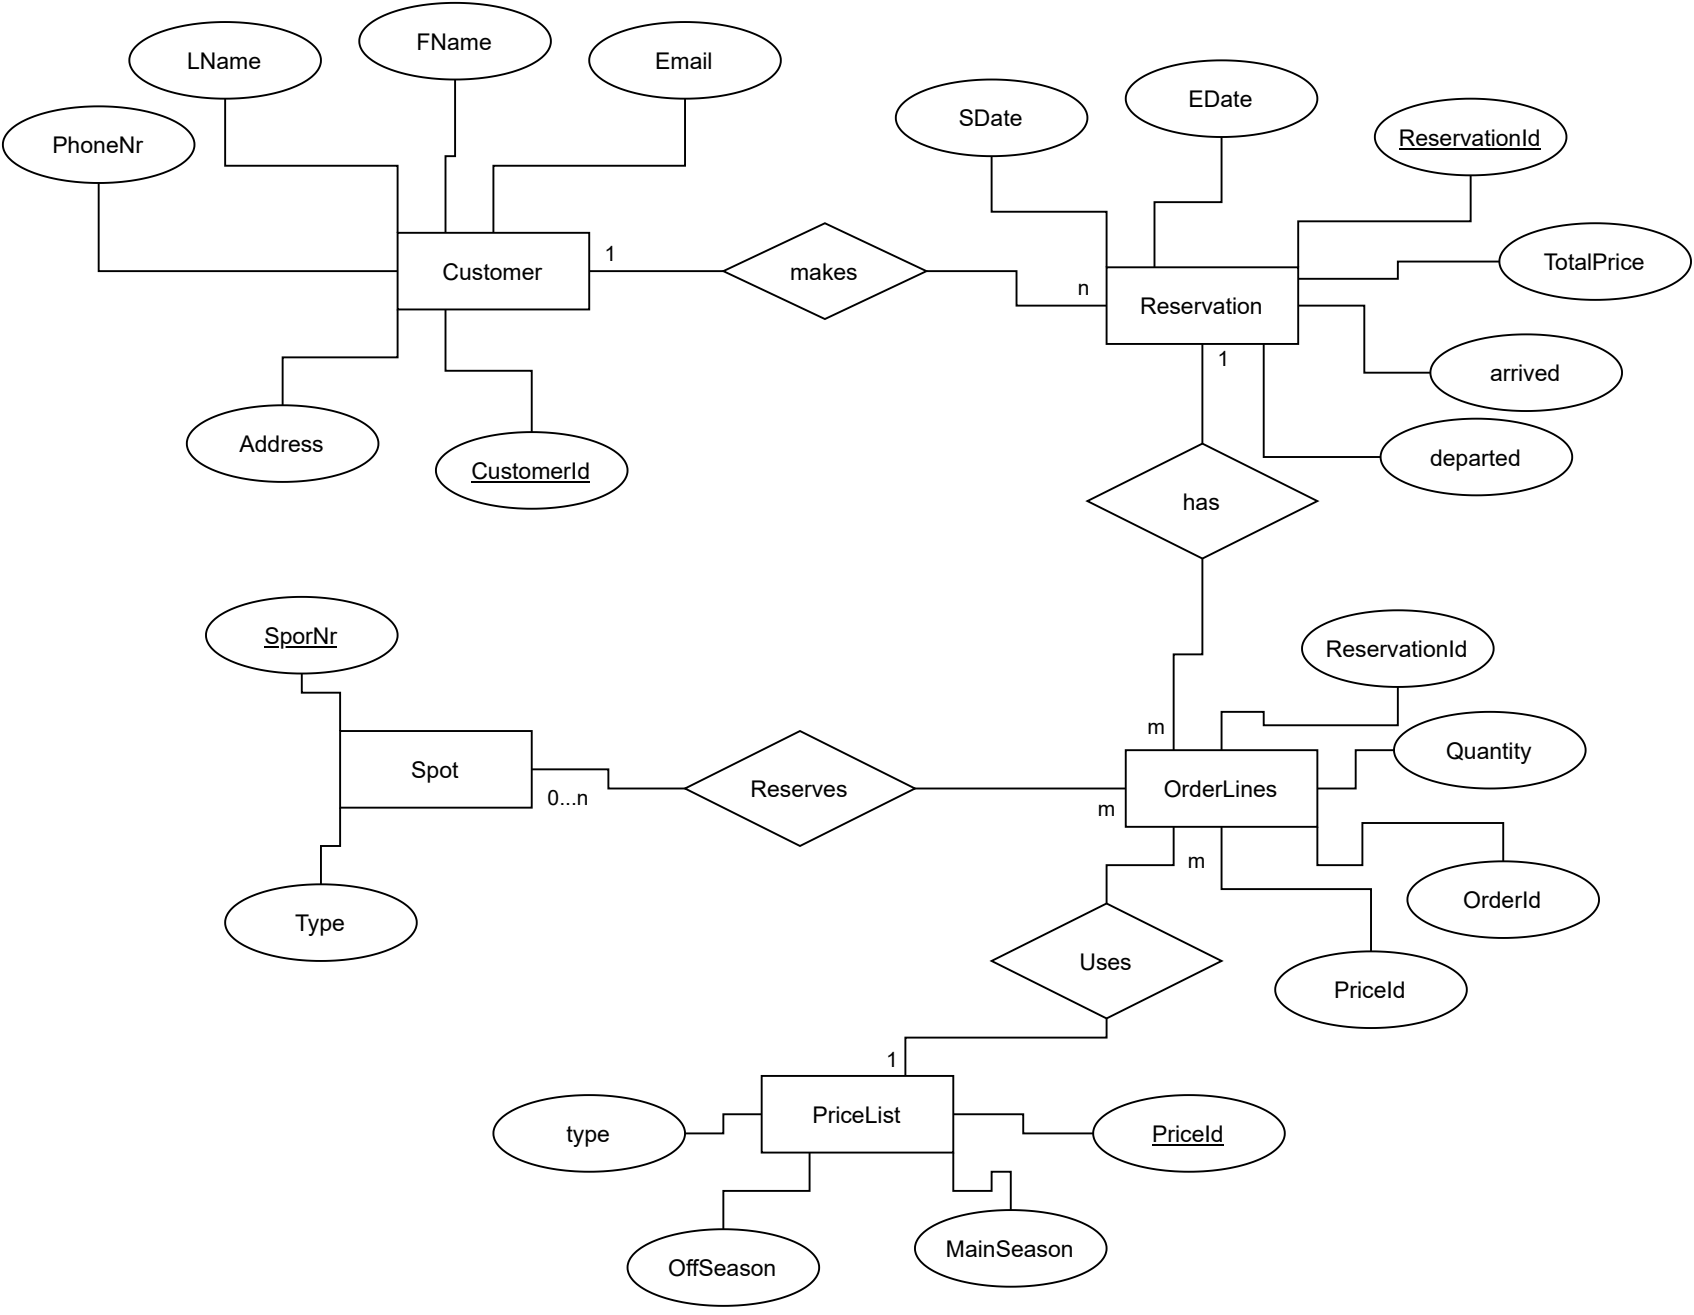 FName
LName
Email
EDate
SDate
ReservationId
PhoneNr
1
Customer
makes
TotalPrice
n
Reservation
1
arrived
Address
CustomerId
departed
has
SporNr
ReservationId
m
Quantity
Spot
Reserves
OrderLines
0...n
m
m
OrderId
Type
Uses
PriceId
1
PriceList
type
PriceId
MainSeason
OffSeason